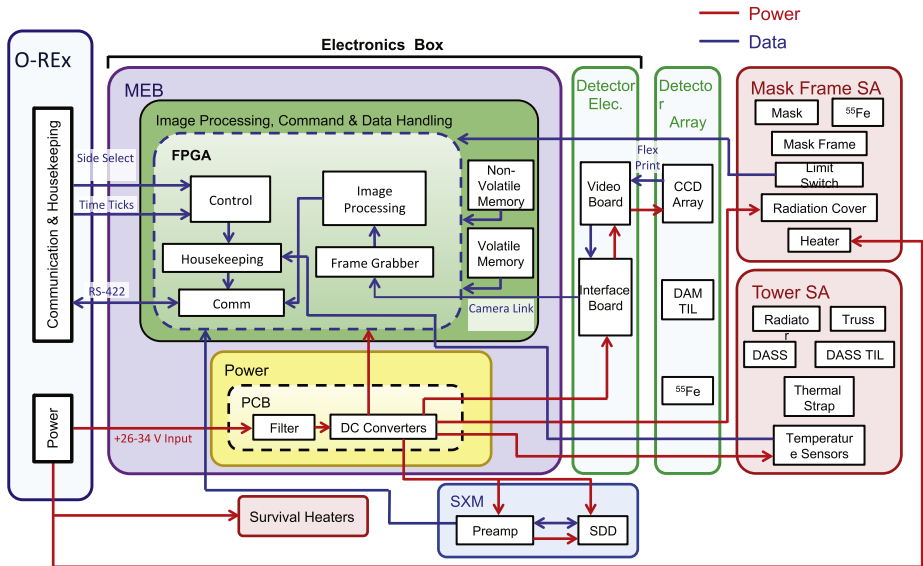 Power
Data
Electronics Box
O-REx
Communication & Housekeeping
Power
Side Select
Time Ticks
RS-422
+26-34 V Input
MEB
Image Processing, Command & Data Handling
FPGA
Control
Housekeeping
Comm
Image
Processing
Frame Grabber
Non-
Volatile
Memory
Volatile
Memory
Camera Link
Power
PCB
Filter
DC Converters
Detector
Elec.
Video
Board
Interface
Board
Flex
Print
Detecto
r
Array
CCD
Array
DAM
TIL
55Fe
Mask Frame SA
Mask
55Fe
Mask Frame
Limit
Switch
Radiation Cover
Heater
Tower SA
Radiato
r
Truss
DASS
DASS TIL
Thermal
Strap
Temperatur
e Sensors
SXM
Preamp
SDD
Survival Heaters